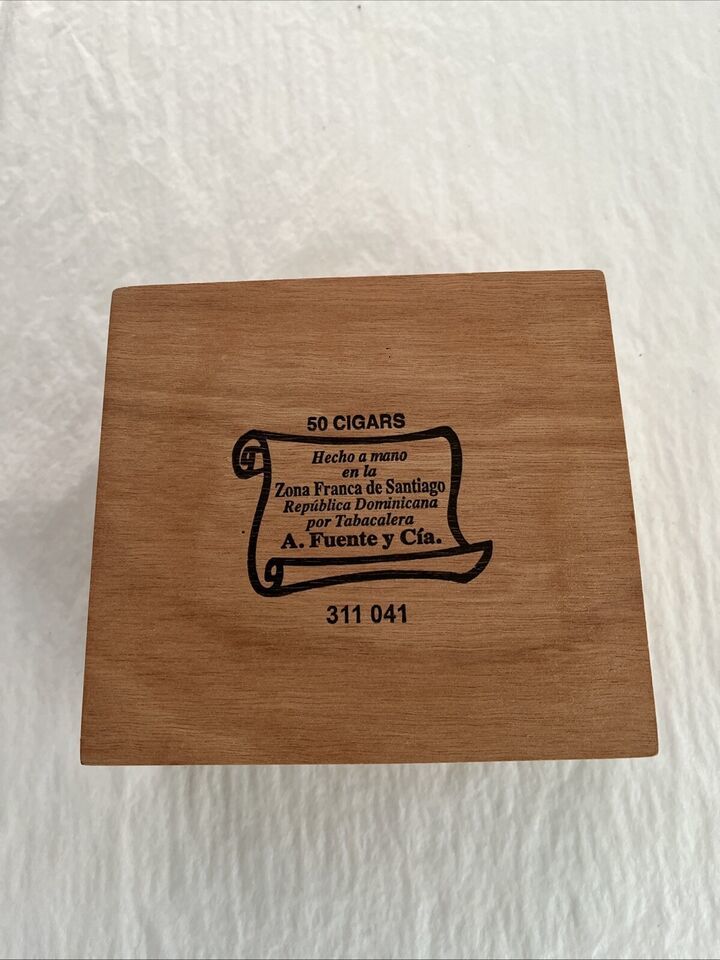 50 CIGARS
Hecho a mano
en la
Zona Franca de Santiago
República Dominicana
por Tabacalera
A. Fuente y Cía.
311 041